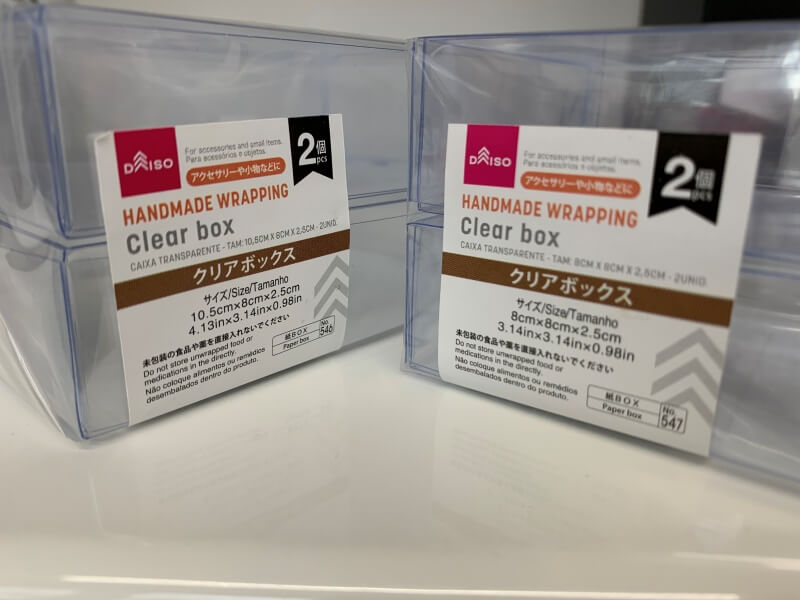 DAISO
For accessories and small items.
Para acessórios e objetos.
アクセサリーや小物などに
2個
pcs
HANDMADE WRAPPING
Clear box
CAIXA TRANSPARENTE - TAM: 10,5CM X 8CM X 2,5CM - 2UNID.
クリアボックス
サイズ/Size/Tamanho
10.5cm×8cm×2.5cm
4.13in×3.14in×0.98in
未包装の食品や薬を直接入れないでください
Do not store unwrapped food or
medications in the directly.
Não coloque alimentos ou remédios
desembalados dentro do produto.
紙BOX
Paper box
No.
546
DAISO
For accessories and small items.
Para acessórios e objetos.
アクセサリーや小物などに
2個
pcs
HANDMADE WRAPPING
Clear box
CAIXA TRANSPARENTE - TAM: 8CM X 8CM X 2,5CM - 2UNID.
クリアボックス
サイズ/Size/Tamanho
8cm×8cm×2.5cm
3.14in×3.14in×0.98in
未包装の食品や薬を直接入れないでください
Do not store unwrapped food or
medications in the directly.
Não coloque alimentos ou remédios
desembalados dentro do produto.
紙BOX
Paper box
No.
547